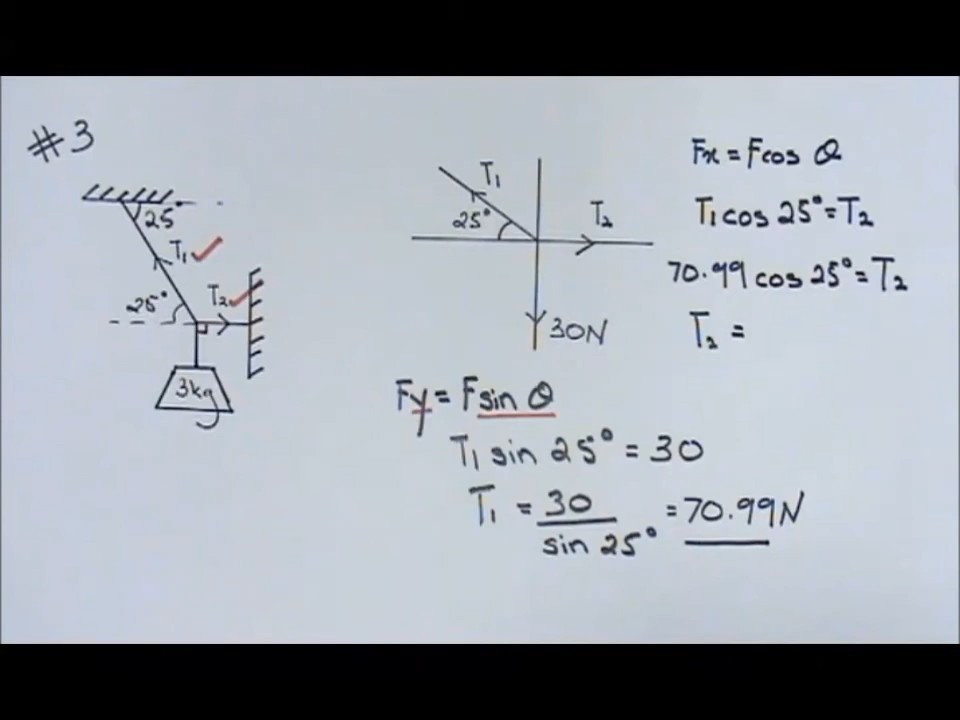 #3
25°
T₁
25°
T₂
3kg
T₁
25°
T₂
30N
Fx = Fcos θ
T₁ cos 25° = T₂
70.99 cos 25° = T₂
T₂ =
Fy = F sin θ
T₁ sin 25° = 30
T₁ = 30 / sin 25° = 70.99N